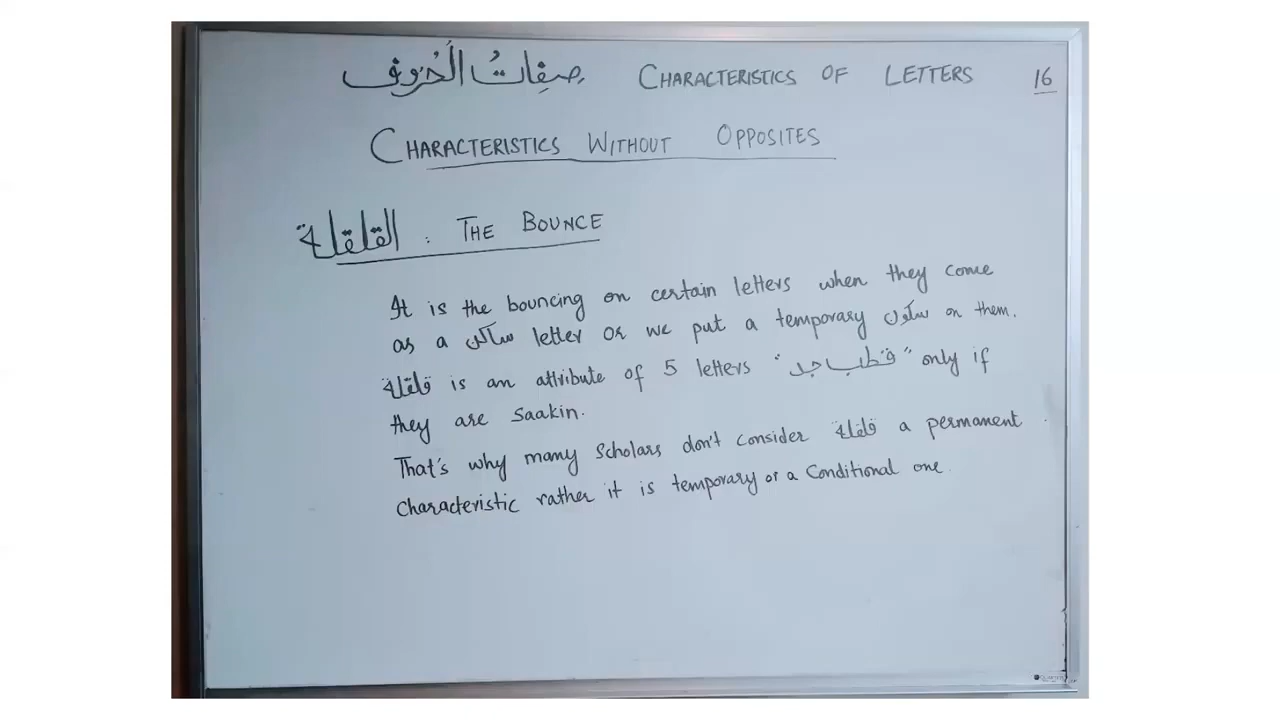 صِفَاتُ الْحُرُوف CHARACTERISTICS OF LETTERS 16
CHARACTERISTICS WITHOUT OPPOSITES
القلقلة : THE BOUNCE
It is the bouncing on certain letters when they come
as a ساكن letter or we put a temporary سكون on them.
قلقلة is an attribute of 5 letters "قطب جد" only if
they are Saakin.
That's why many Scholars don't consider قلقلة a permanent
characteristic rather it is temporary or a Conditional one.